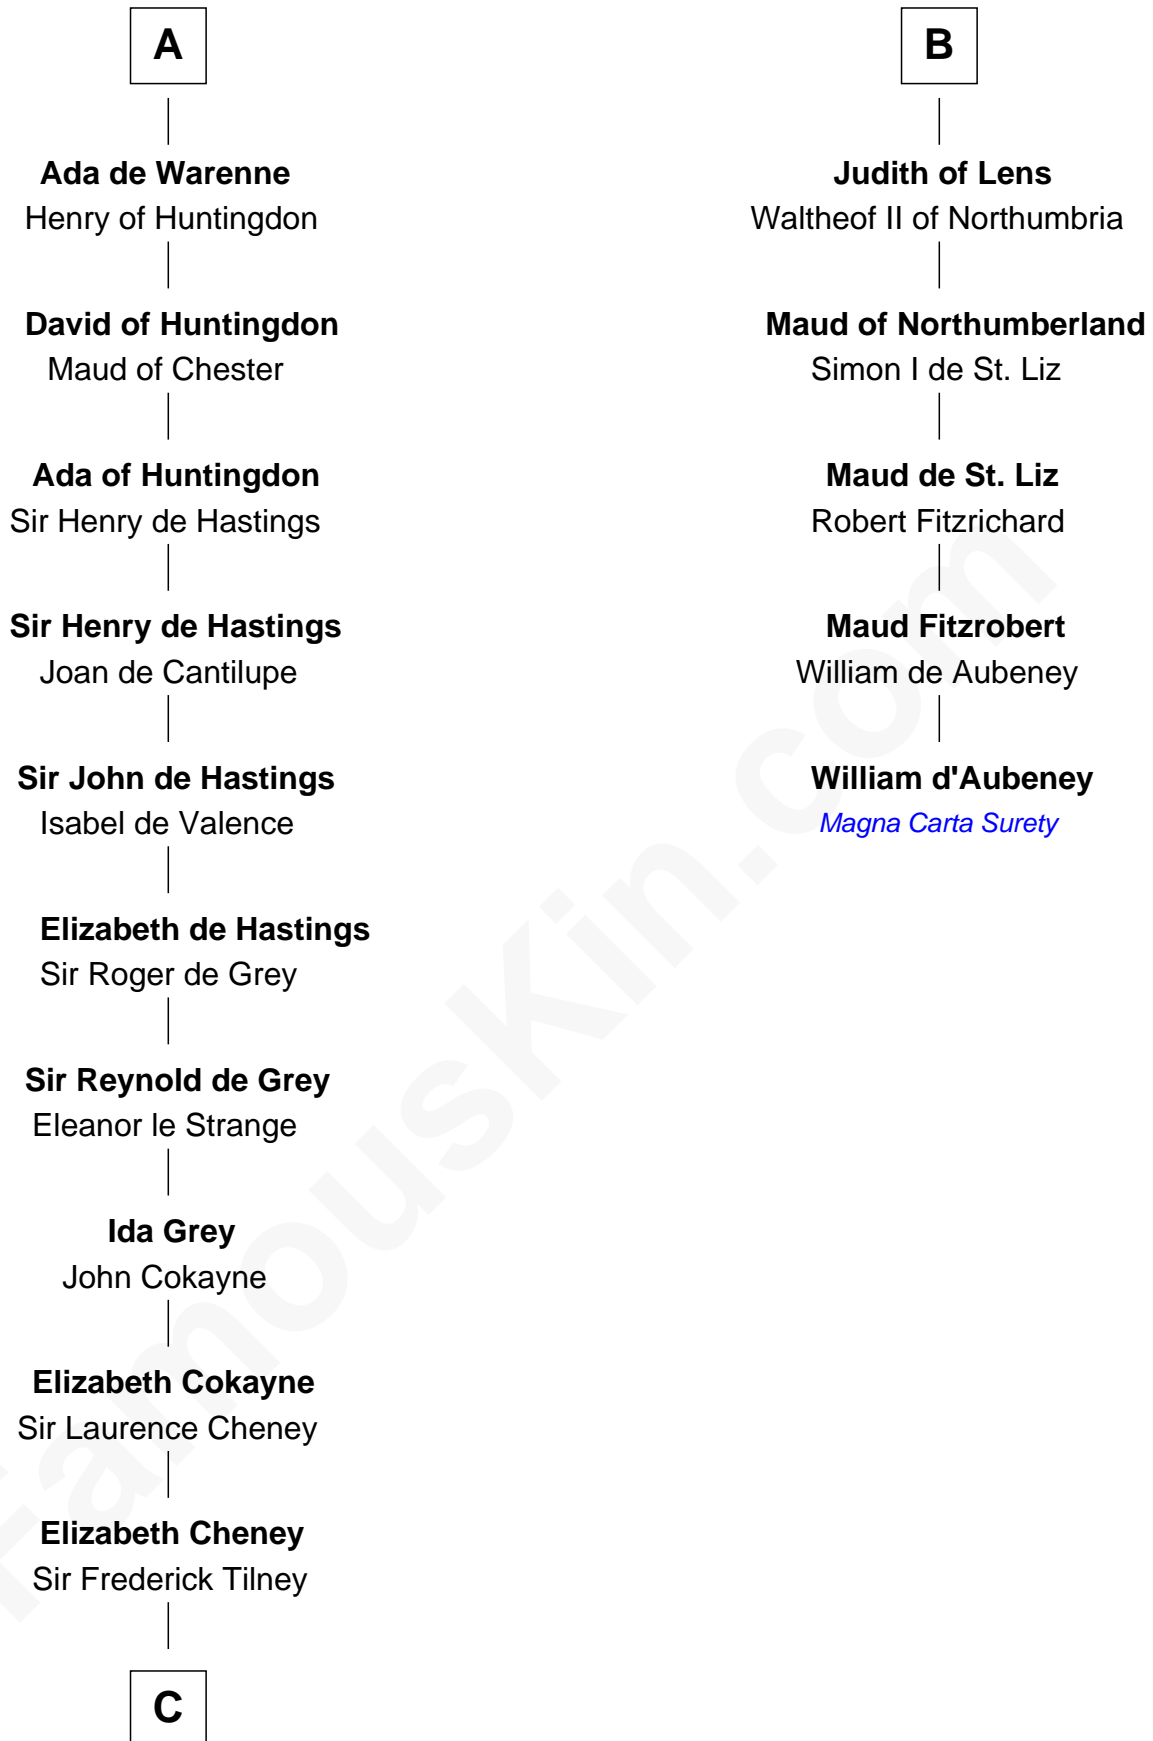 A
Ada de Warenne
Henry of Huntingdon
David of Huntingdon
Maud of Chester
Ada of Huntingdon
Sir Henry de Hastings
Sir Henry de Hastings
Joan de Cantilupe
Sir John de Hastings
Isabel de Valence
Elizabeth de Hastings
Sir Roger de Grey
Sir Reynold de Grey
Eleanor le Strange
Ida Grey
John Cokayne
Elizabeth Cokayne
Sir Laurence Cheney
Elizabeth Cheney
Sir Frederick Tilney
C
B
Judith of Lens
Waltheof II of Northumbria
Maud of Northumberland
Simon I de St. Liz
Maud de St. Liz
Robert Fitzrichard
Maud Fitzrobert
William de Aubeney
William d'Aubeney
Magna Carta Surety
FamousKin.com